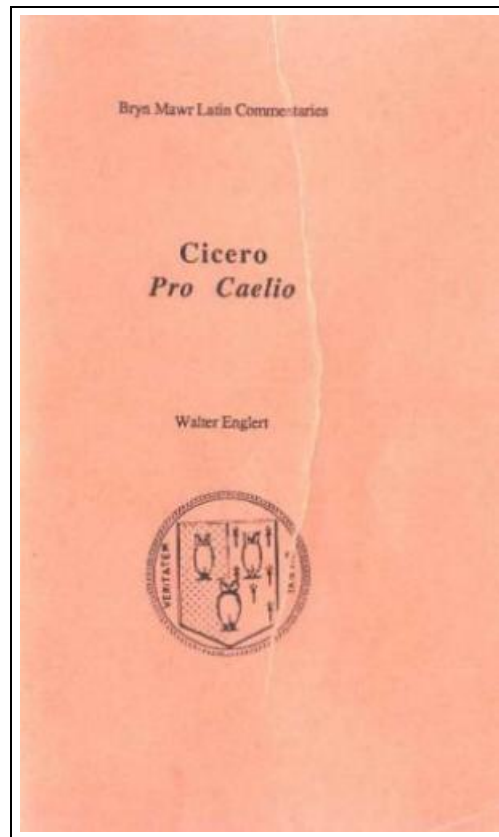 Bryn Mawr Latin Commentaries
Cicero
Pro Caelio
Walter Englert
VERITATEM